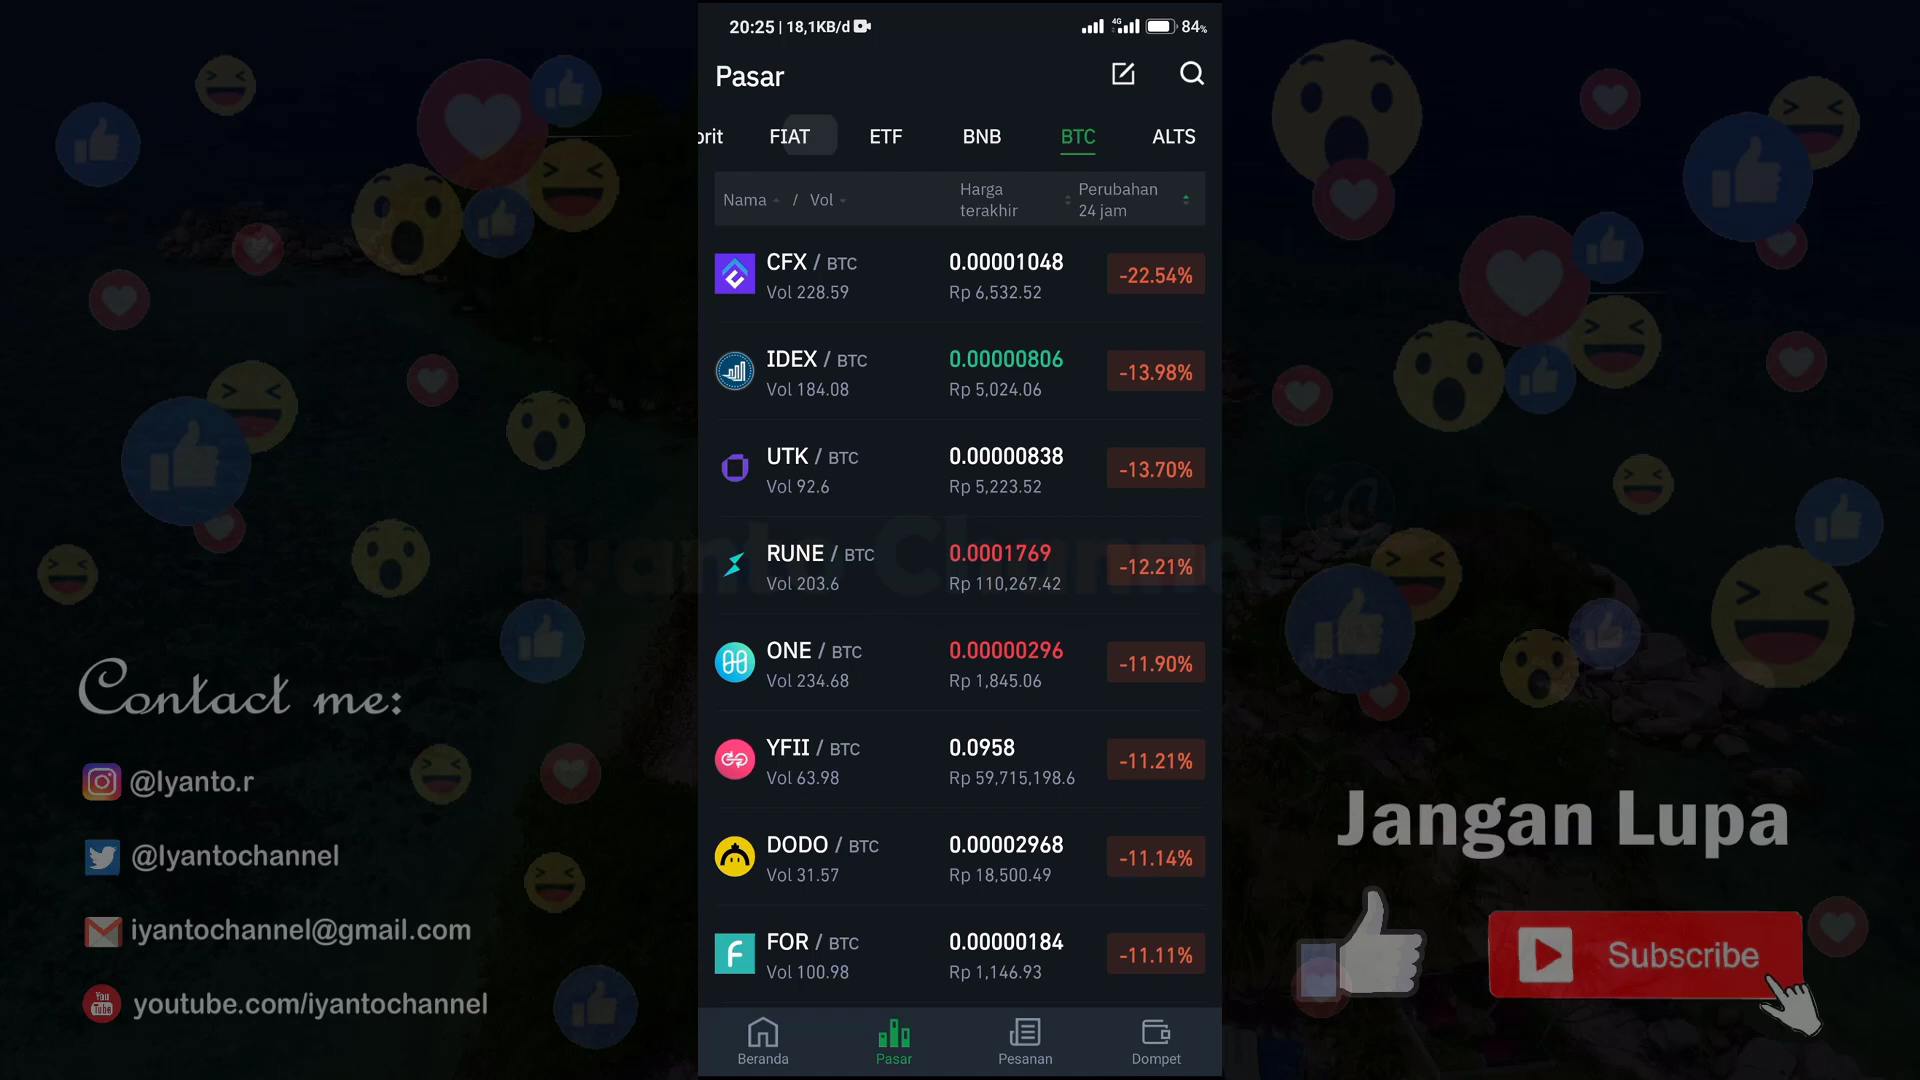 20:25 | 18,1KB/d
4G
84%
Pasar
orit FIAT ETF BNB BTC ALTS
Nama / Vol Harga terakhir Perubahan 24 jam
CFX / BTC 0.00001048 -22.54%
Vol 228.59 Rp 6,532.52
IDEX / BTC 0.00000806 -13.98%
Vol 184.08 Rp 5,024.06
UTK / BTC 0.00000838 -13.70%
Vol 92.6 Rp 5,223.52
RUNE / BTC 0.0001769 -12.21%
Vol 203.6 Rp 110,267.42
ONE / BTC 0.00000296 -11.90%
Vol 234.68 Rp 1,845.06
YFII / BTC 0.0958 -11.21%
Vol 63.98 Rp 59,715,198.6
DODO / BTC 0.00002968 -11.14%
Vol 31.57 Rp 18,500.49
FOR / BTC 0.00000184 -11.11%
Vol 100.98 Rp 1,146.93
Beranda Pasar Pesanan Dompet
Iyanto Channel
Contact me:
@Iyanto.r
@Iyantochannel
iyantochannel@gmail.com
You Tube youtube.com/iyantochannel
Jangan Lupa
Subscribe